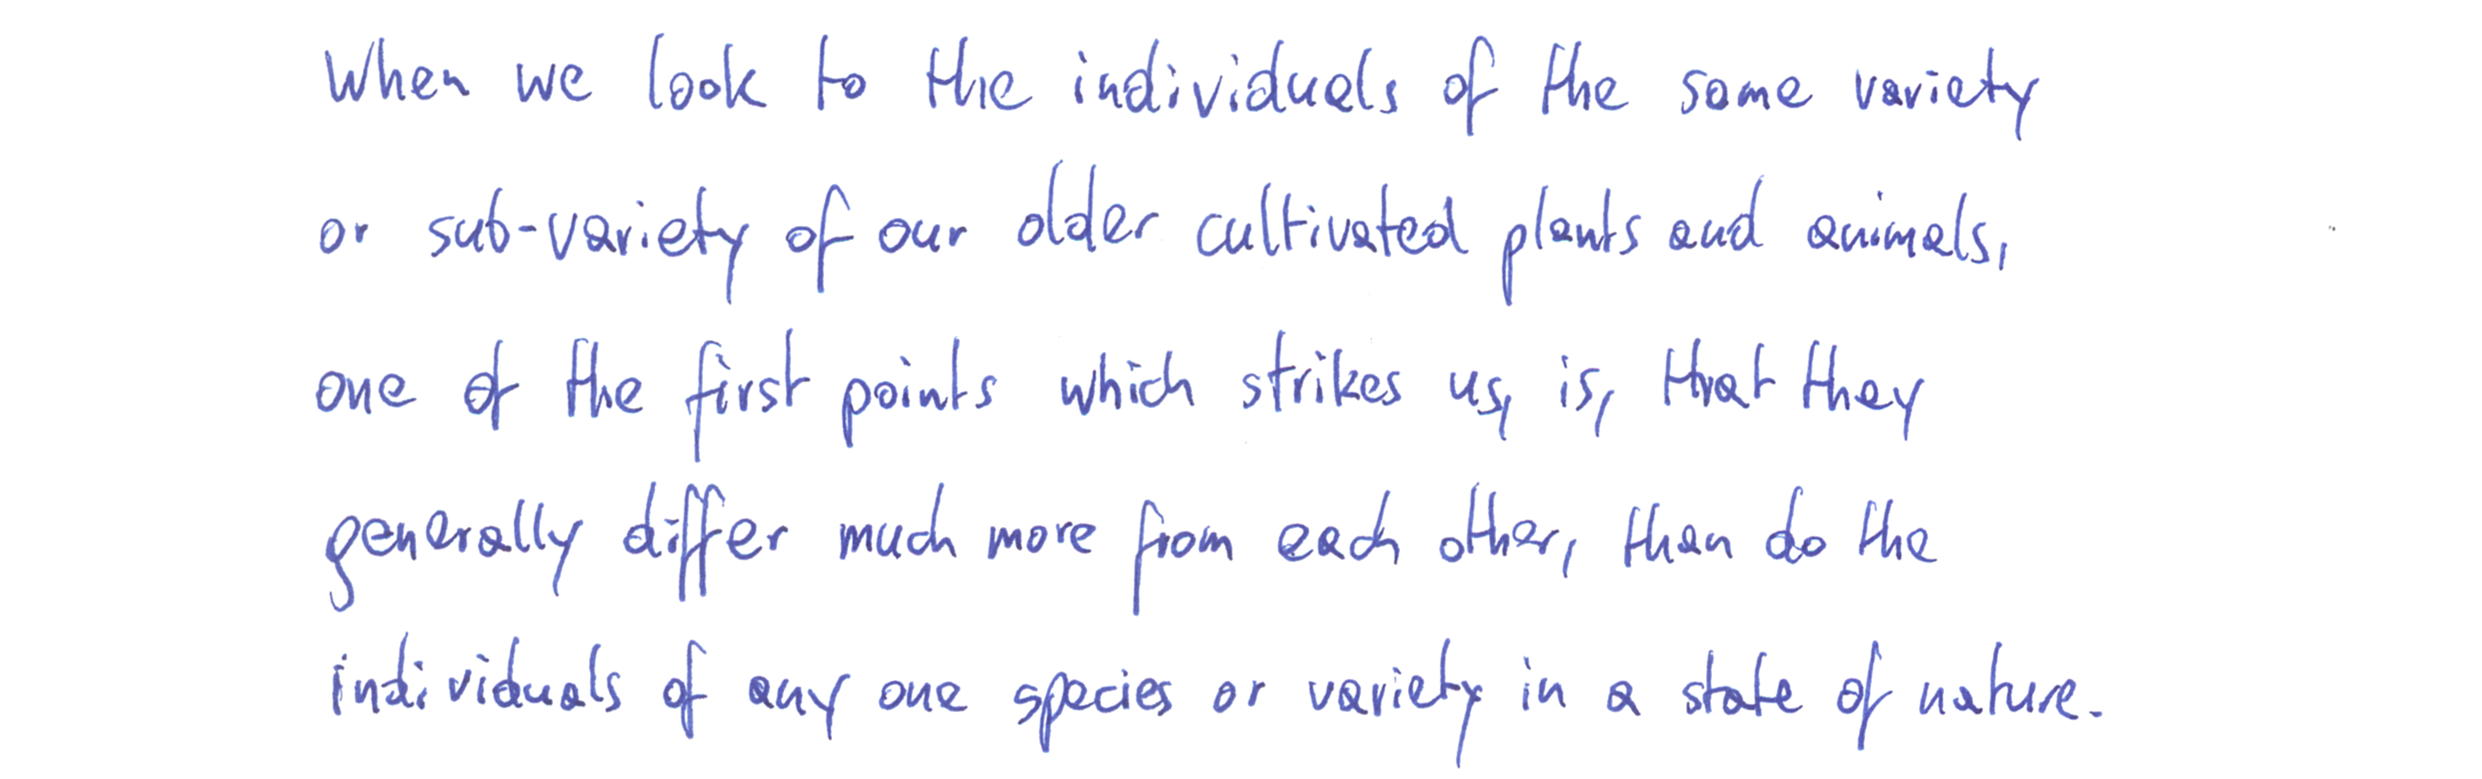 When we look to the individuals of the same variety
or sub-variety of our older cultivated plants and animals,
one of the first points which strikes us, is, that they
generally differ much more from each other, than do the
individuals of any one species or variety in a state of nature.